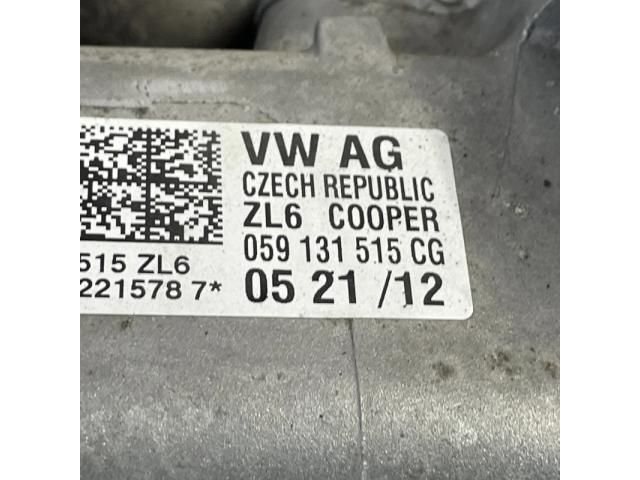 VW AG
CZECH REPUBLIC
ZL6 COOPER
059 131 515 CG
05 21 /12
515 ZL6
221578 7*